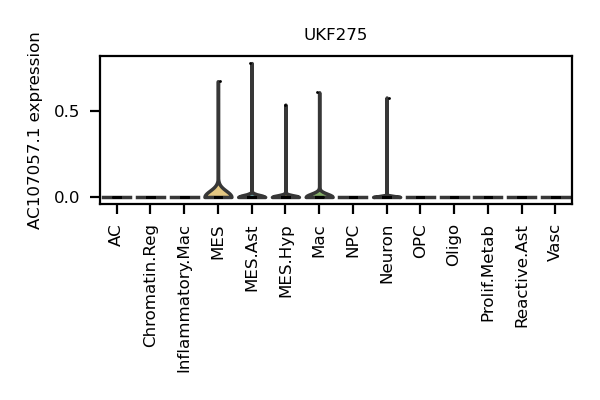 UKF275
AC107057.1 expression
0.5
0.0
AC
Chromatin.Reg
Inflammatory.Mac
MES
MES.Ast
MES.Hyp
Mac
NPC
Neuron
OPC
Oligo
Prolif.Metab
Reactive.Ast
Vasc